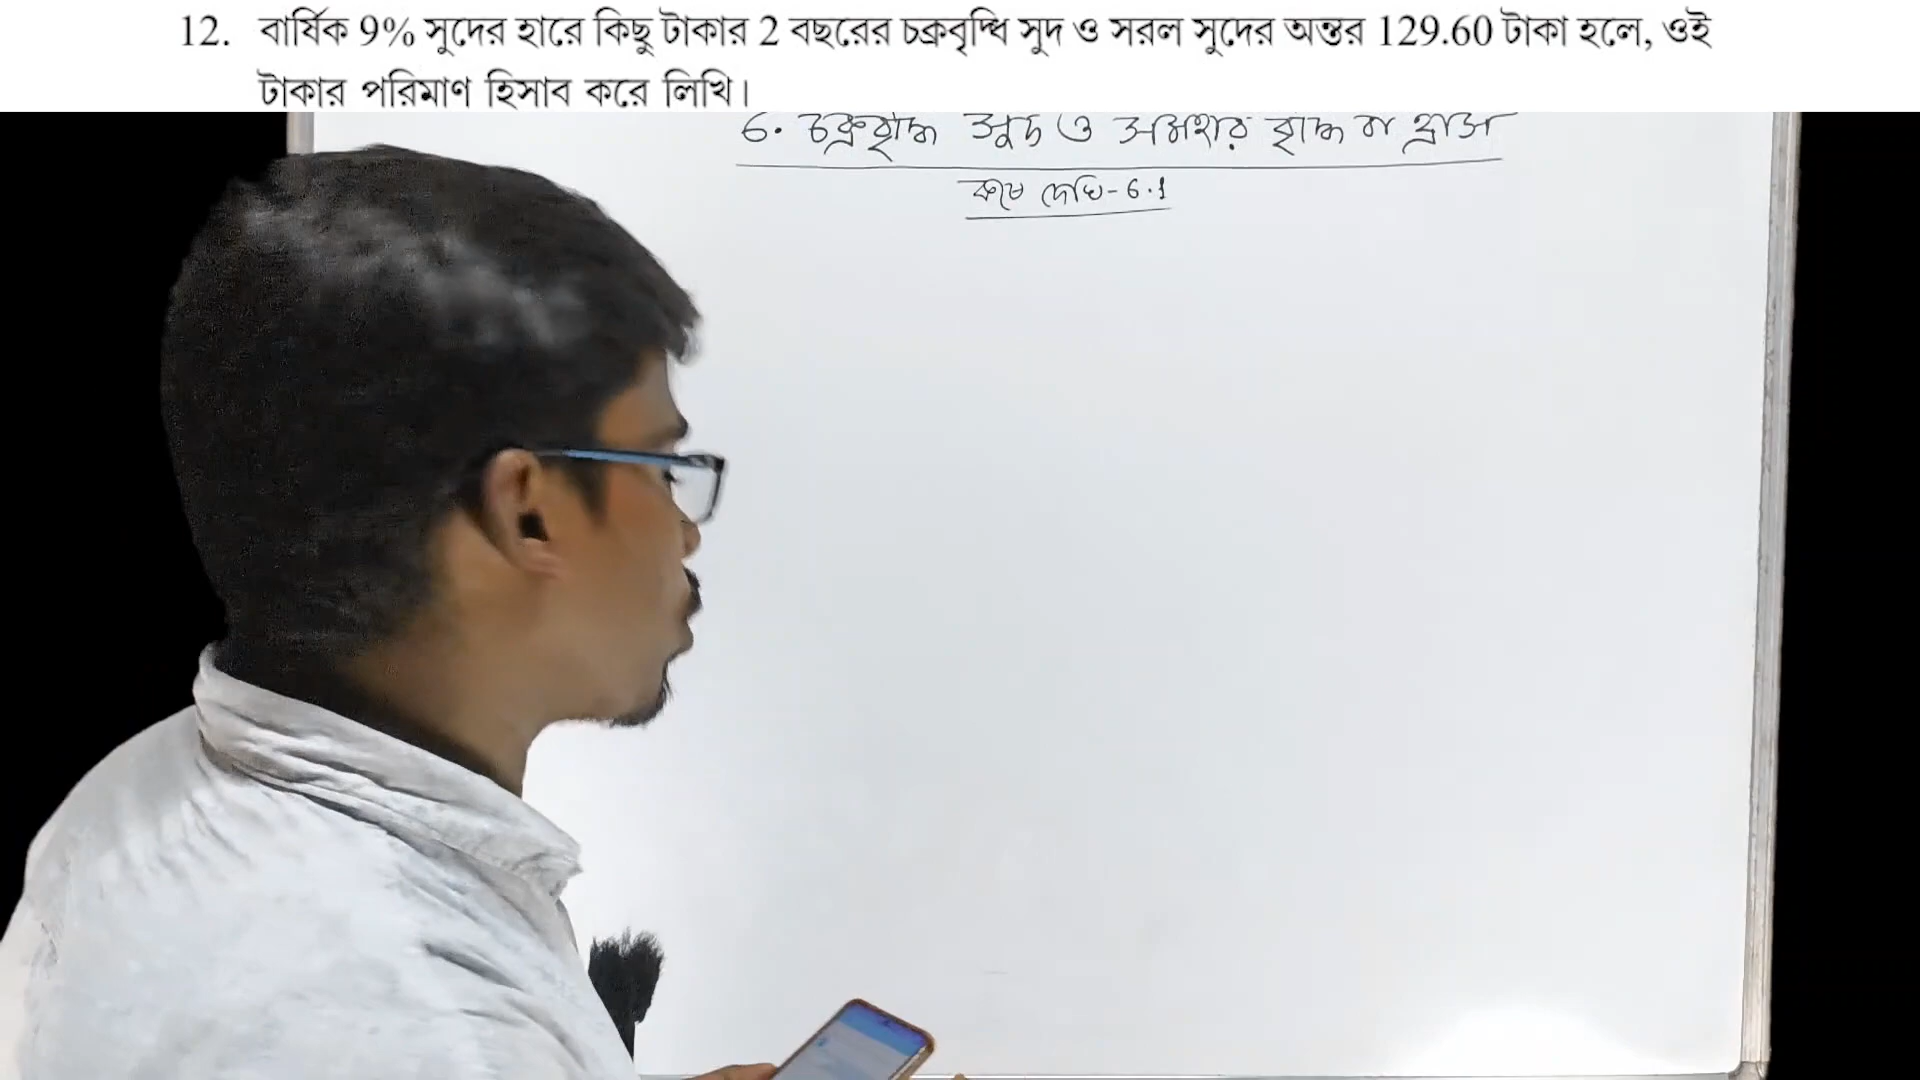 12. বার্ষিক 9% সুদের হারে কিছু টাকার 2 বছরের চক্রবৃদ্ধি সুদ ও সরল সুদের অন্তর 129.60 টাকা হলে, ওই
টাকার পরিমাণ হিসাব করে লিখি।
6. চক্রবৃদ্ধি সুদ ও সমহার বৃদ্ধি বা হ্রাস
কষে দেখি-6.1